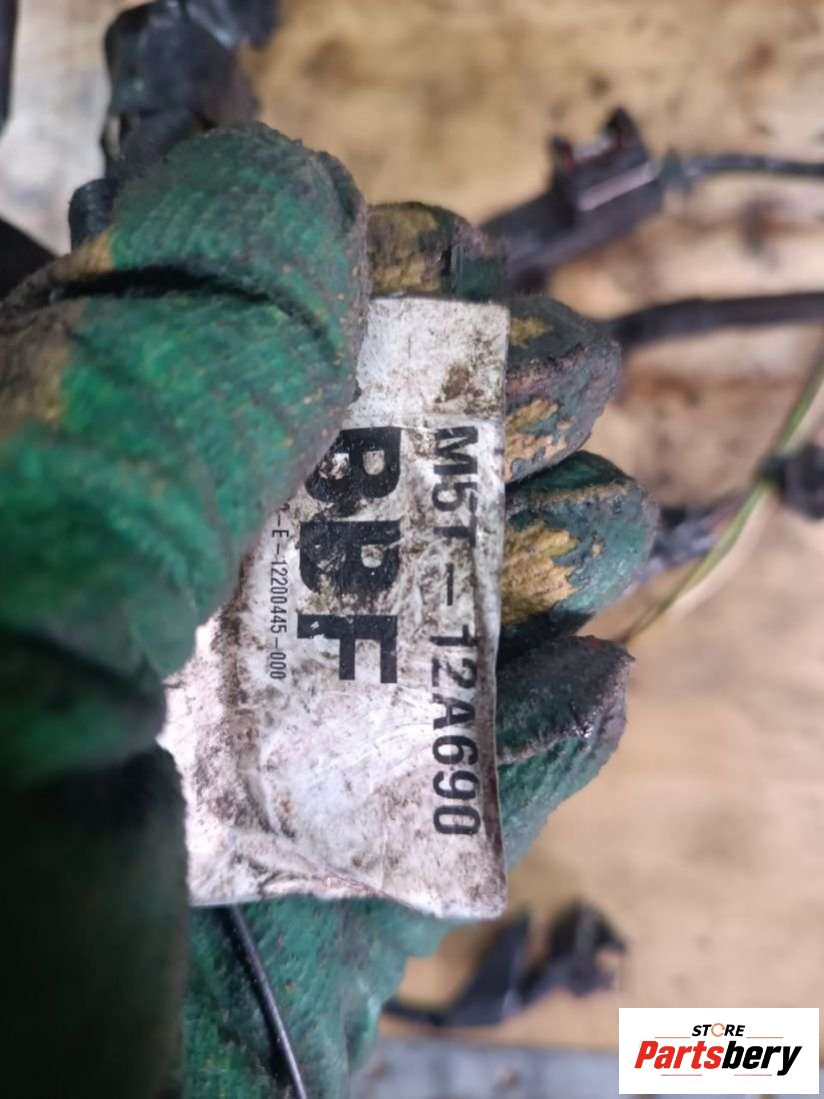 M5T-12A690
BBF
-E-12200445-000
STORE
Partsbery